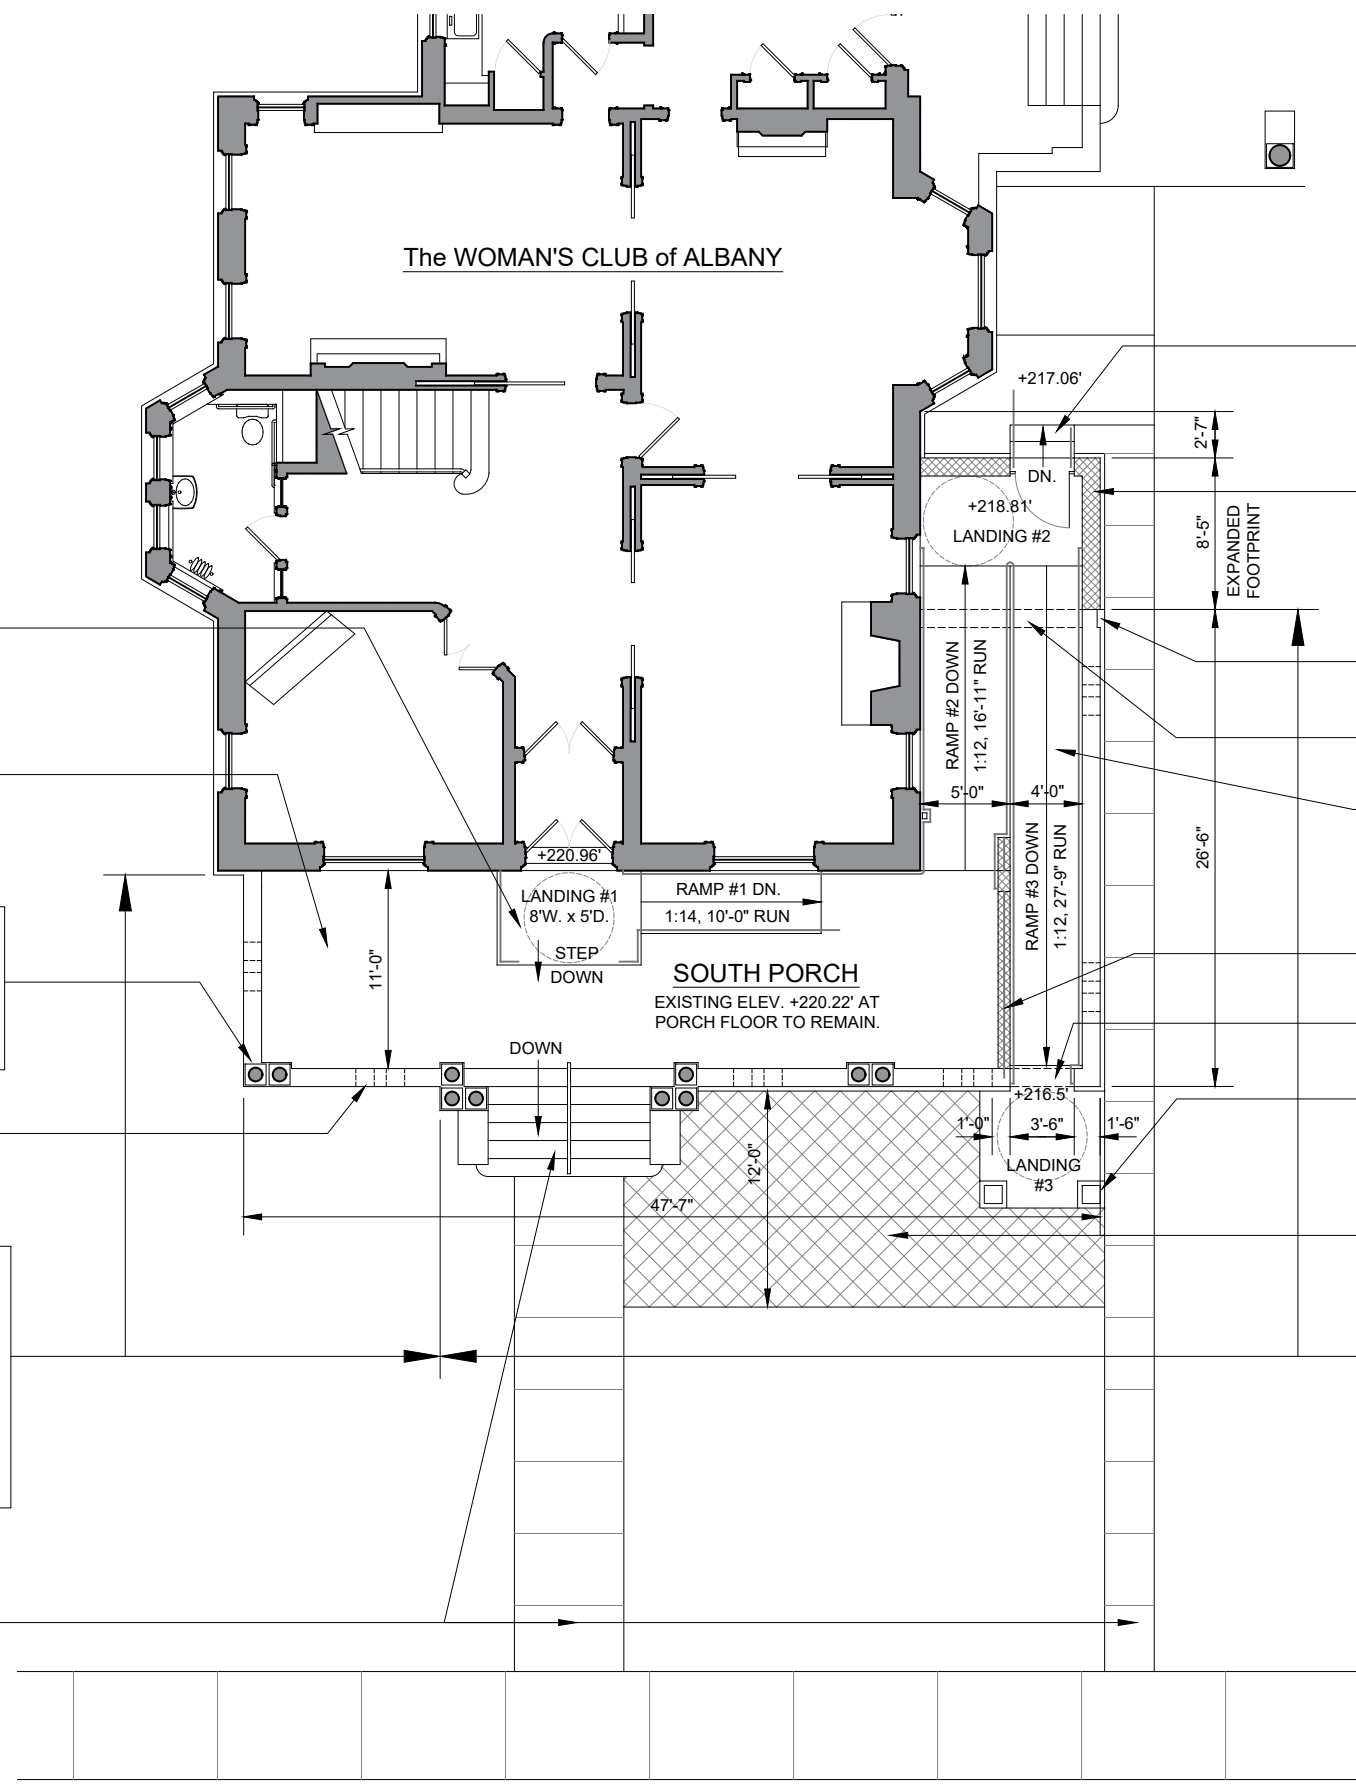 The WOMAN'S CLUB of ALBANY
+217.06'
2'-7"
DN.
+218.81'
LANDING #2
8'-5"
EXPANDED
FOOTPRINT
RAMP #2 DOWN
1:12, 16'-11" RUN
5'-0"
4'-0"
RAMP #3 DOWN
1:12, 27'-9" RUN
26'-6"
+220.96'
LANDING #1
8'W. x 5'D.
RAMP #1 DN.
1:14, 10'-0" RUN
STEP
DOWN
11'-0"
SOUTH PORCH
EXISTING ELEV. +220.22' AT
PORCH FLOOR TO REMAIN.
DOWN
+216.5'
1'-0"
3'-6"
1'-6"
LANDING
#3
12'-0"
47'-7"